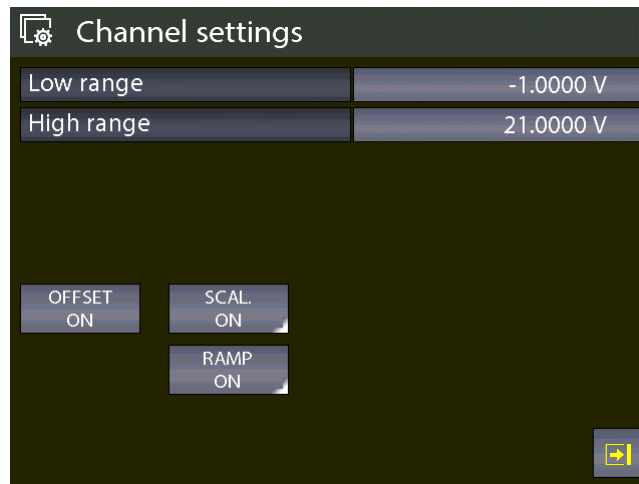 Channel settings
Low range -1.0000 V
High range 21.0000 V
OFFSET SCAL.
ON ON
RAMP
ON